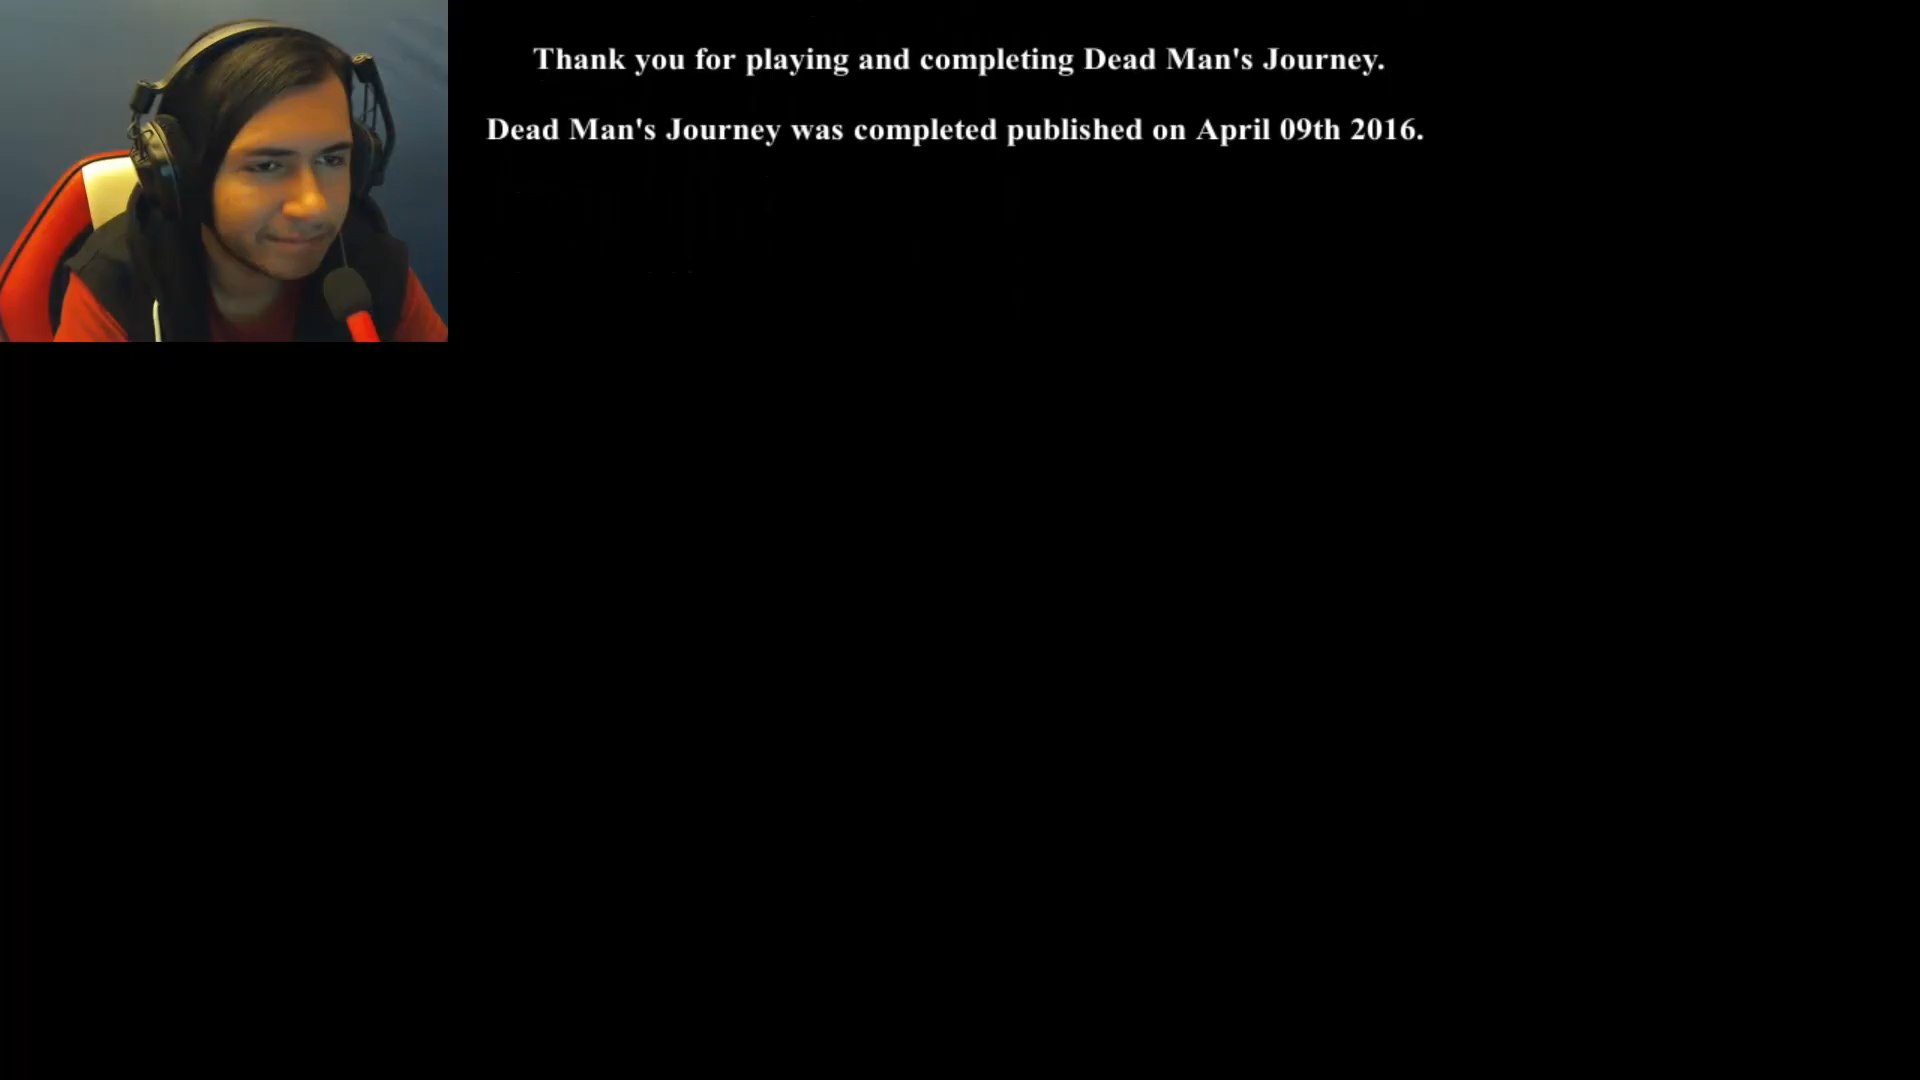 Thank you for playing and completing Dead Man's Journey.
Dead Man's Journey was completed published on April 09th 2016.